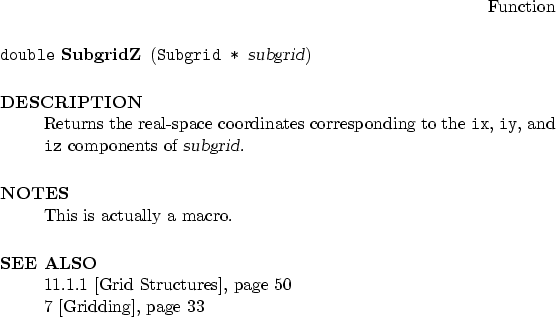 Function
double SubgridZ (Subgrid * subgrid)
DESCRIPTION
Returns the real-space coordinates corresponding to the ix, iy, and
iz components of subgrid.
NOTES
This is actually a macro.
SEE ALSO
11.1.1 [Grid Structures], page 50
7 [Gridding], page 33